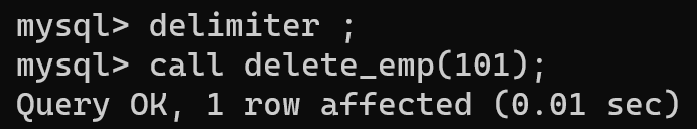 mysql> delimiter ;
mysql> call delete_emp(101);
Query OK, 1 row affected (0.01 sec)